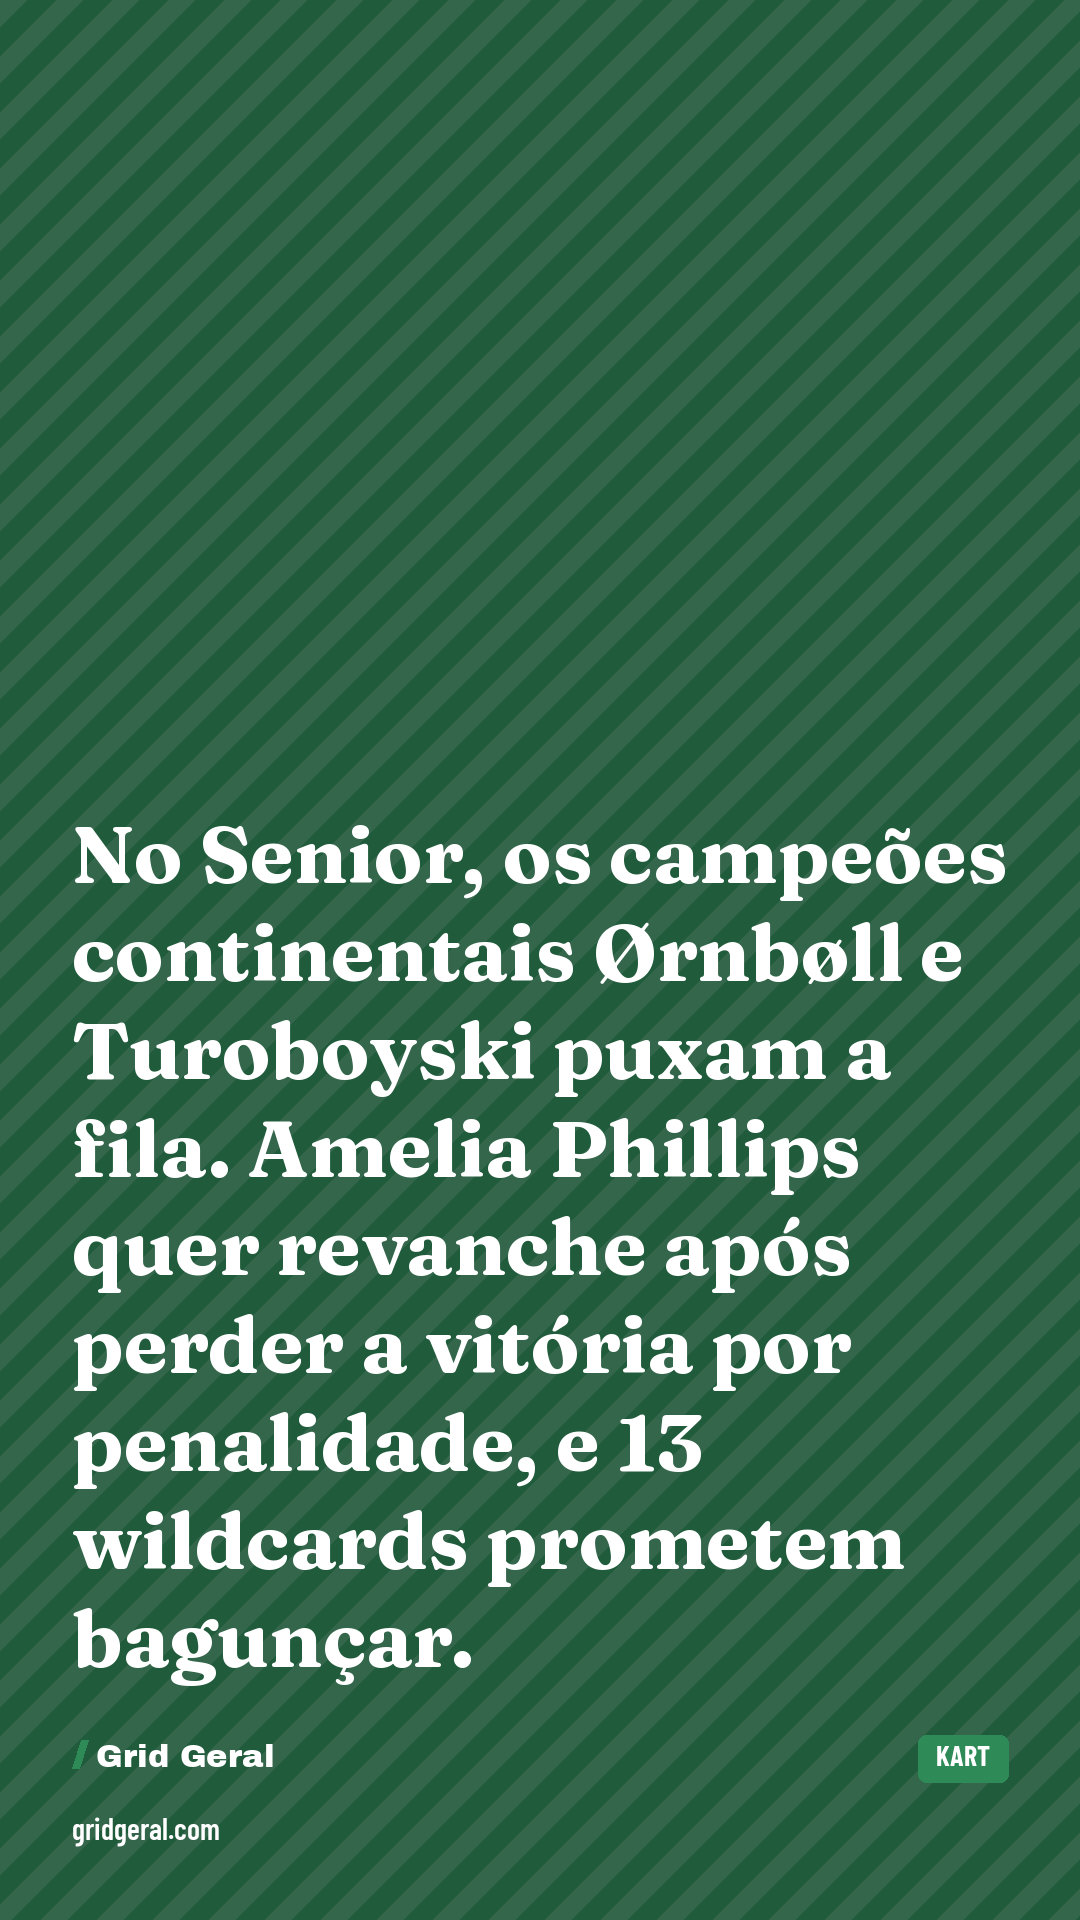 No Senior, os campeões
continentais Ørnbøll e
Turoboyski puxam a
fila. Amelia Phillips
quer revanche após
perder a vitória por
penalidade, e 13
wildcards prometem
bagunçar.
/ Grid Geral
KART
gridgeral.com